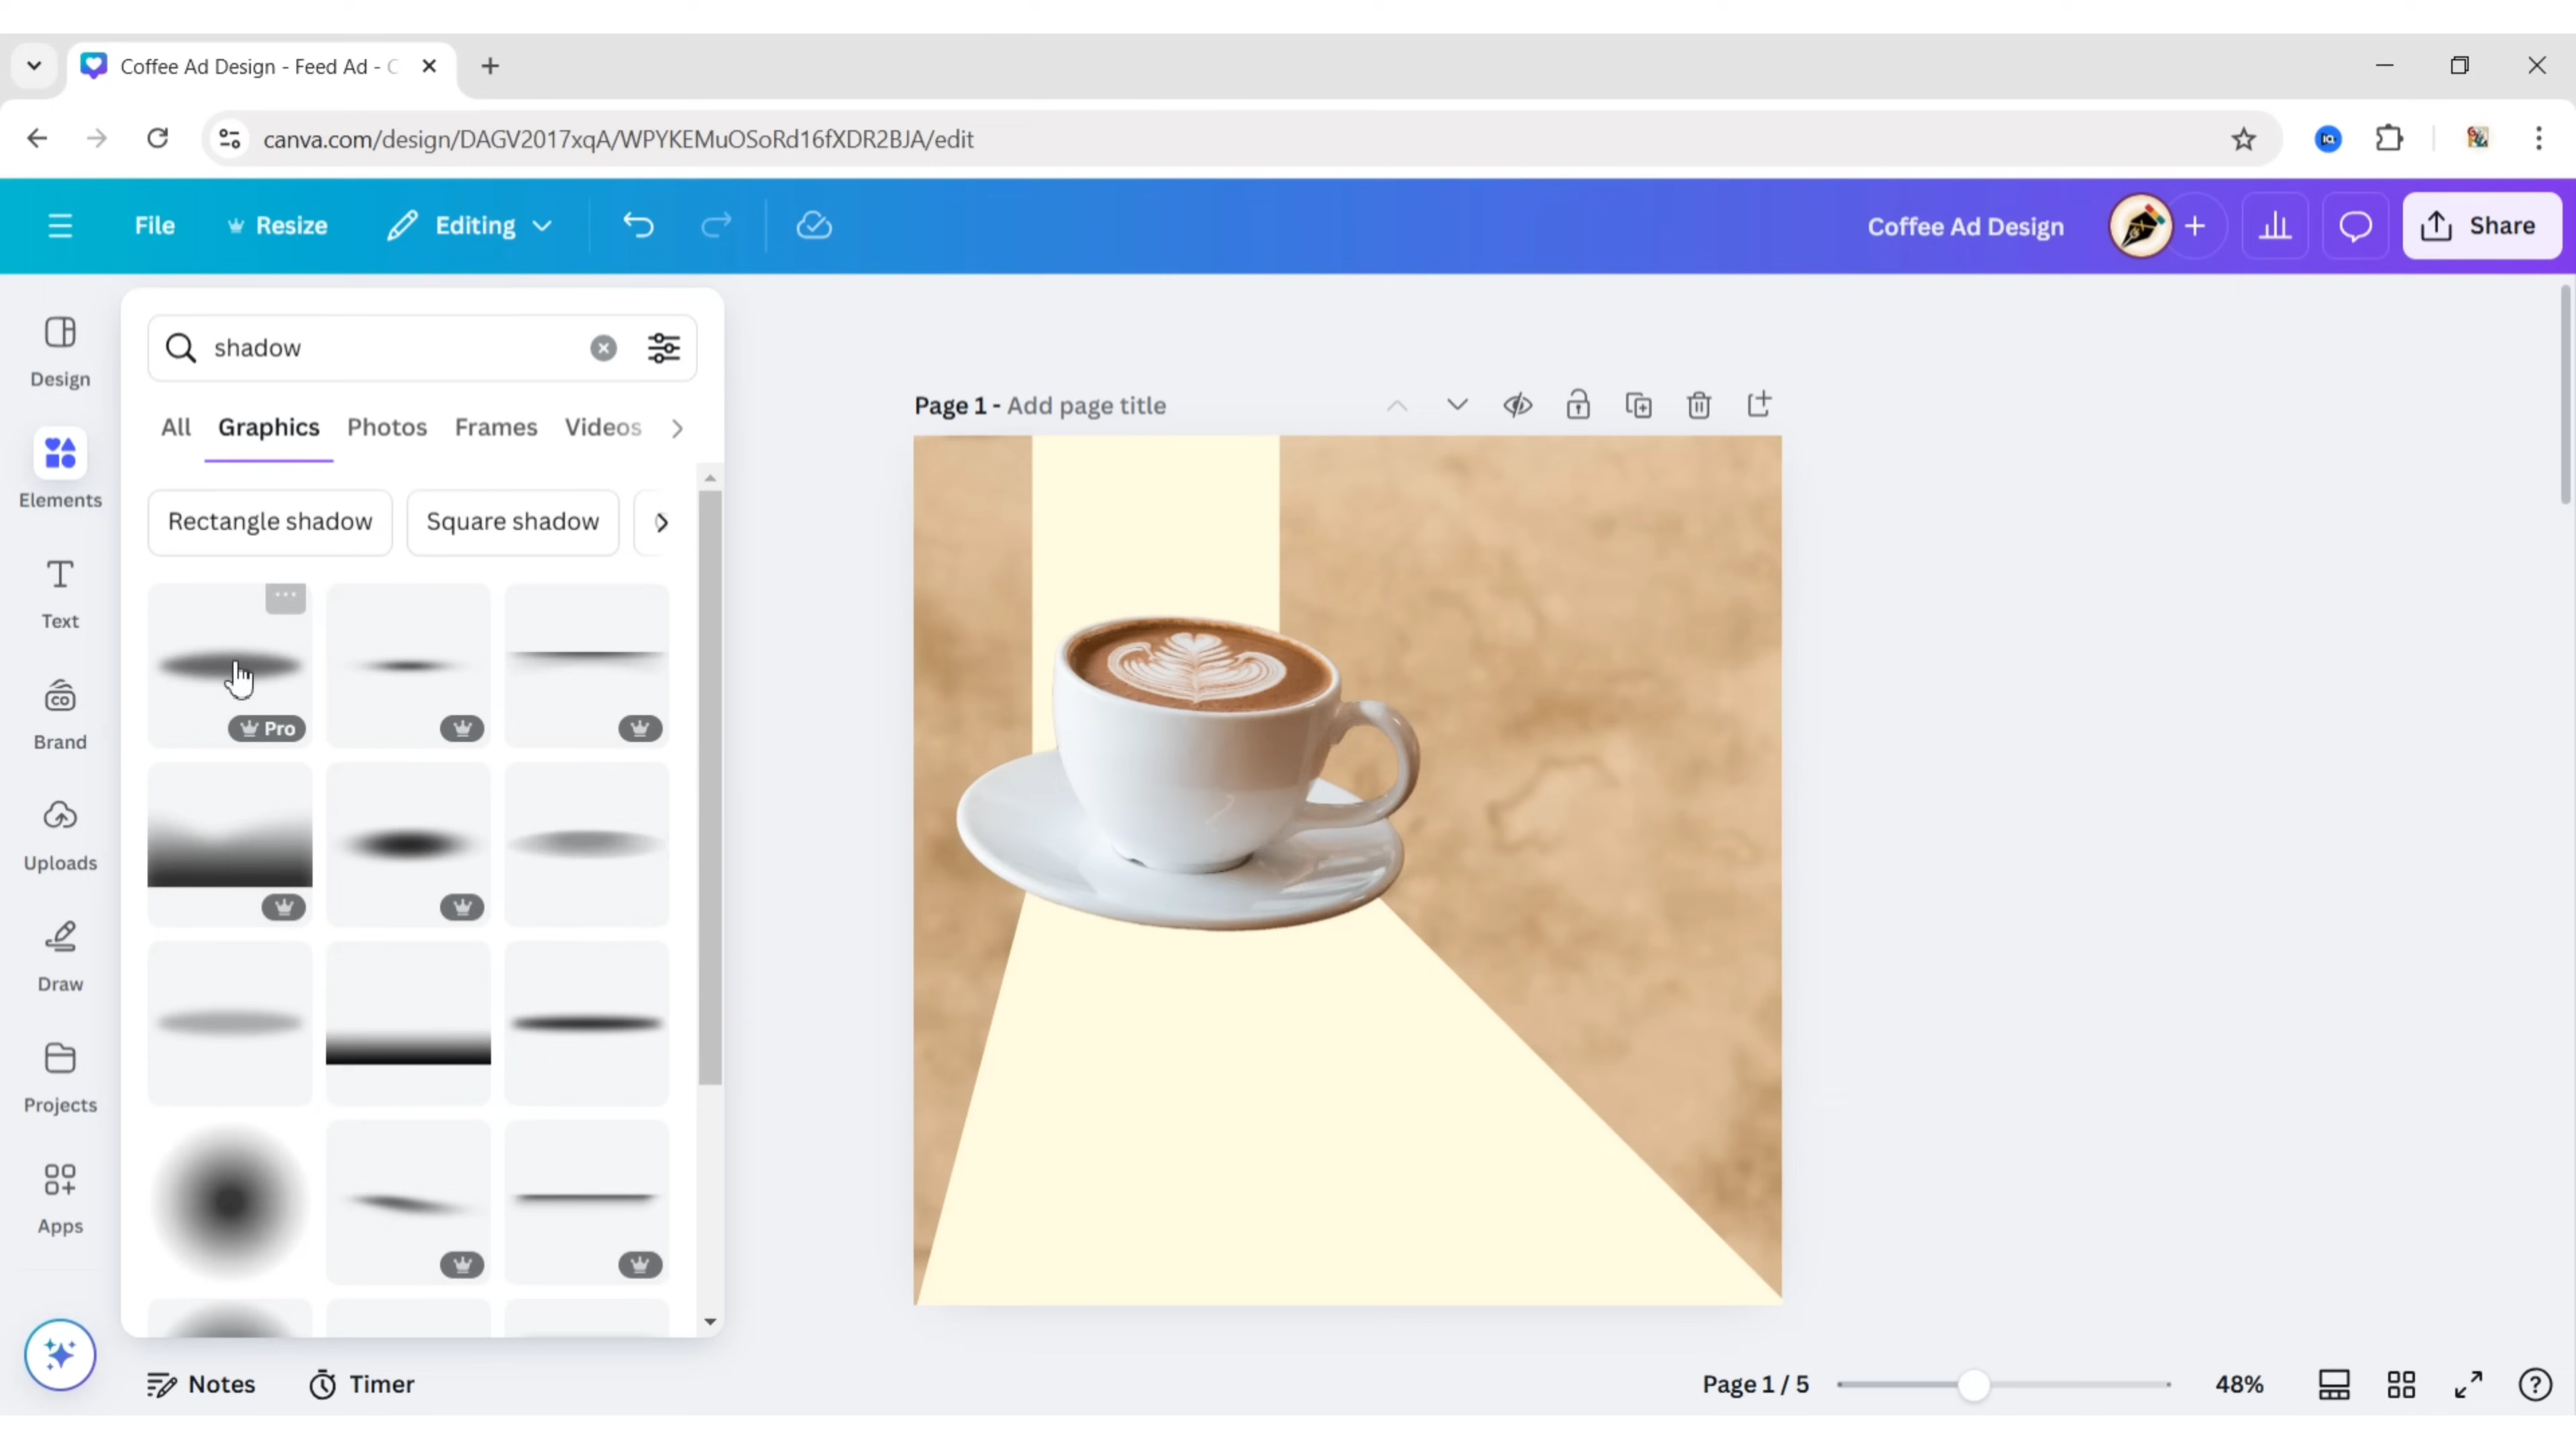 Coffee Ad Design - Feed Ad - C
canva.com/design/DAGV2017xqA/WPYKEMuOSoRd16fXDR2BJA/edit
File
Resize
Editing
Coffee Ad Design
Share
Design
Elements
Text
Brand
Uploads
Draw
Projects
Apps
shadow
All Graphics Photos Frames Videos
Rectangle shadow
Square shadow
Pro
Page 1 - Add page title
Notes
Timer
Page 1 / 5
48%